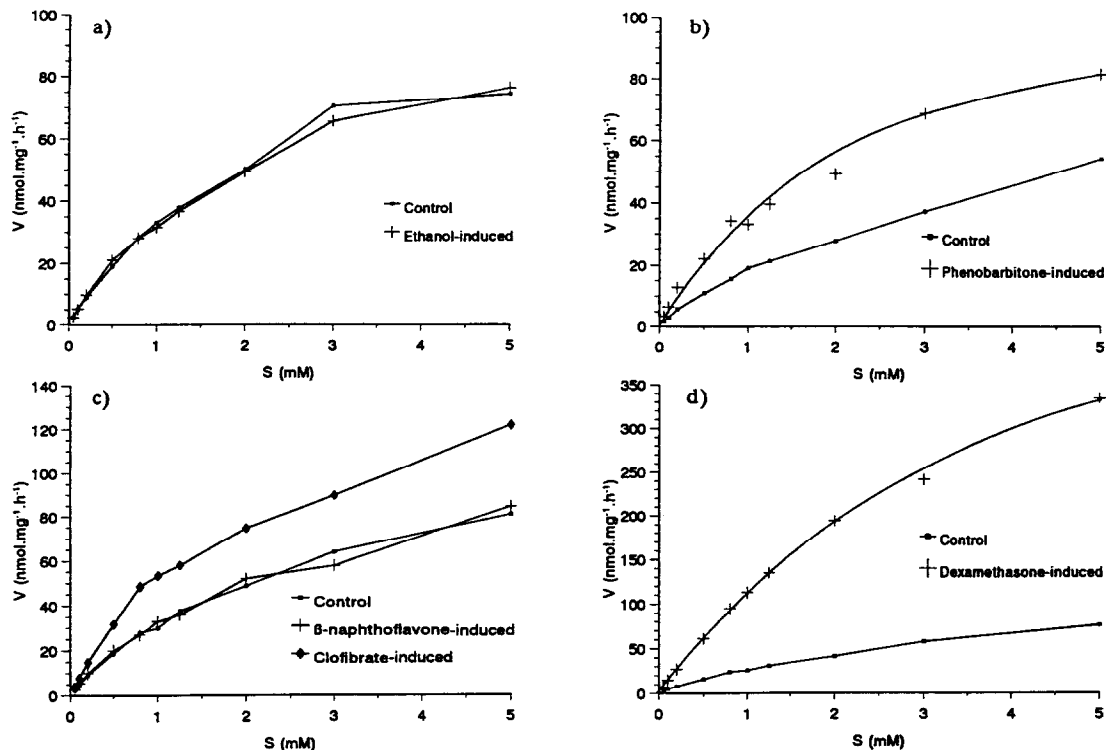 a)
100
80
60
40
20
0
V (nmol.mg⁻¹.h⁻¹)
Control
Ethanol-induced
0 1 2 3 4 5
S (mM)
b)
100
80
60
40
20
0
V (nmol.mg⁻¹.h⁻¹)
Control
Phenobarbitone-induced
0 1 2 3 4 5
S (mM)
c)
140
120
100
80
60
40
20
0
V (nmol.mg⁻¹.h⁻¹)
Control
ß-naphthoflavone-induced
Clofibrate-induced
0 1 2 3 4 5
S (mM)
d)
350
300
250
200
150
100
50
0
V (nmol.mg⁻¹.h⁻¹)
Control
Dexamethasone-induced
0 1 2 3 4 5
S (mM)